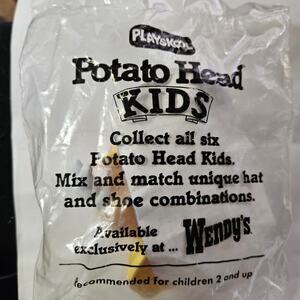 PLAYSKOOL
Potato Head
KIDS
Collect all six
Potato Head Kids.
Mix and match unique hat
and shoe combinations.
Available
exclusively at ... WENDY'S
Recommended for children 2 and up